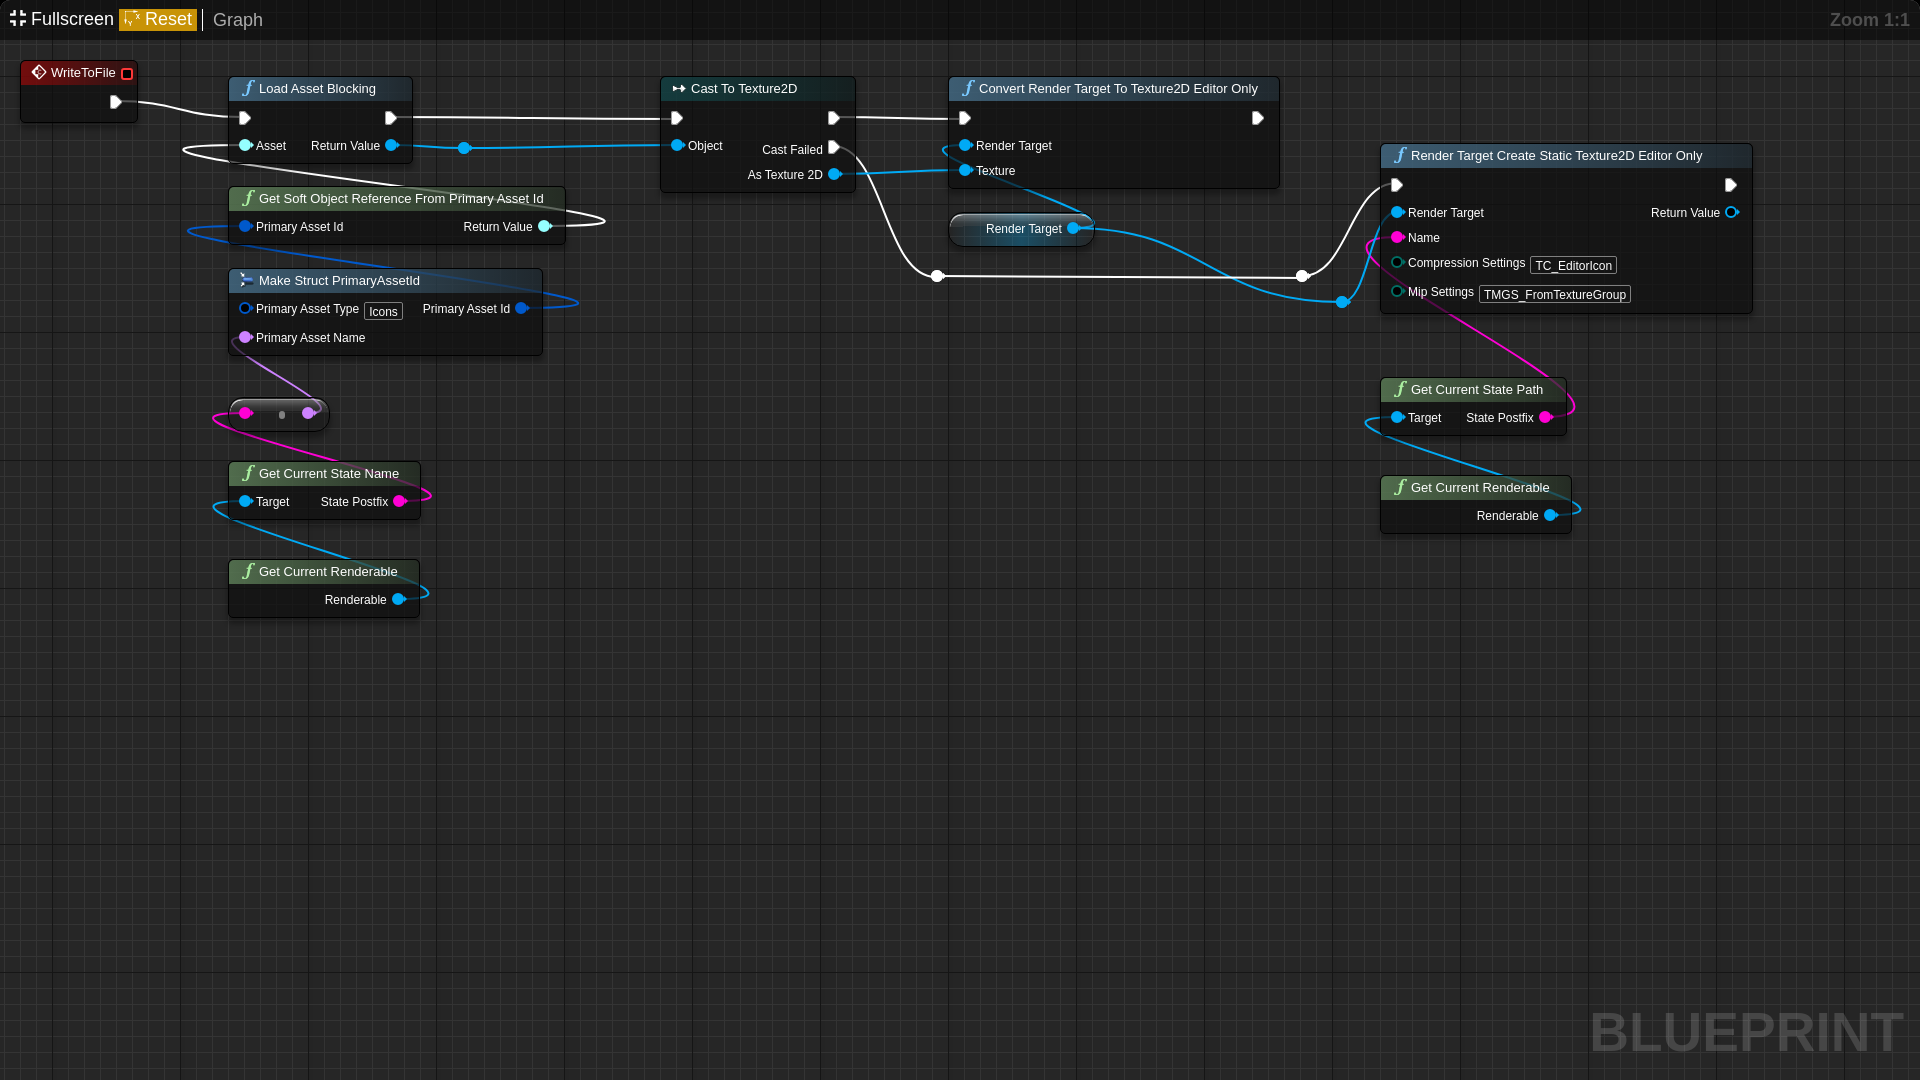 Fullscreen Reset Graph
Zoom 1:1
WriteToFile
Load Asset Blocking
Asset Return Value
Get Soft Object Reference From Primary Asset Id
Primary Asset Id Return Value
Make Struct PrimaryAssetId
Primary Asset Type Icons Primary Asset Id
Primary Asset Name
Get Current State Name
Target State Postfix
Get Current Renderable
Renderable
Cast To Texture2D
Object Cast Failed
As Texture 2D
Convert Render Target To Texture2D Editor Only
Render Target
Texture
Render Target
Render Target Create Static Texture2D Editor Only
Render Target Return Value
Name
Compression Settings TC_EditorIcon
Mip Settings TMGS_FromTextureGroup
Get Current State Path
Target State Postfix
Get Current Renderable
Renderable
BLUEPRINT